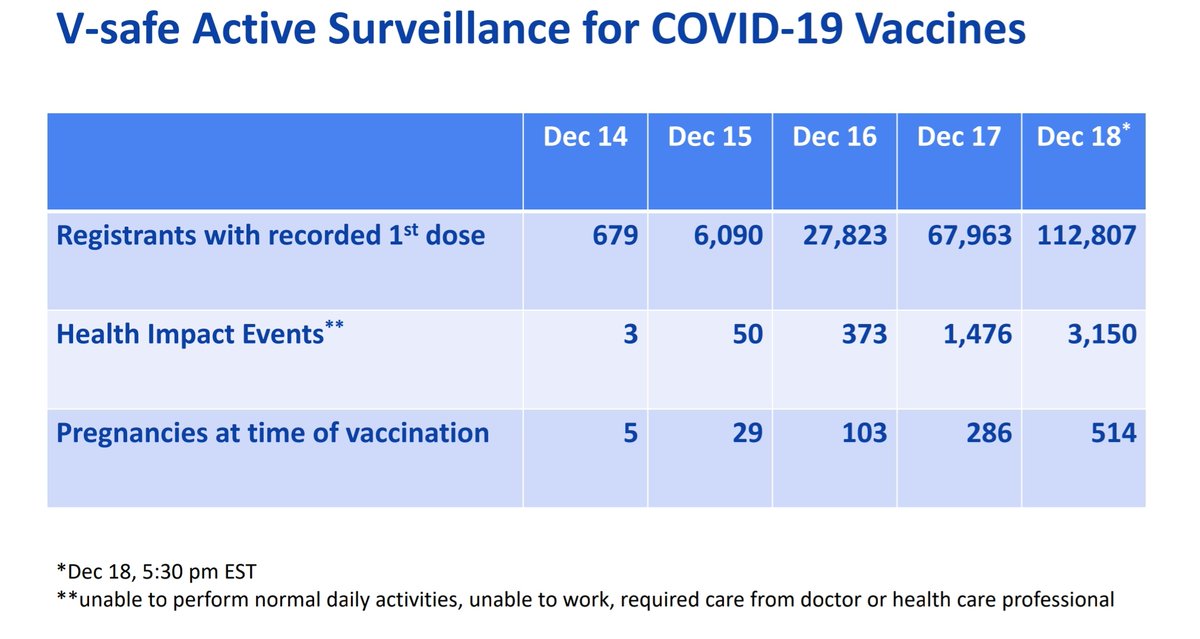 V-safe Active Surveillance for COVID-19 Vaccines
Dec 14 Dec 15 Dec 16 Dec 17 Dec 18*
Registrants with recorded 1st dose 679 6,090 27,823 67,963 112,807
Health Impact Events** 3 50 373 1,476 3,150
Pregnancies at time of vaccination 5 29 103 286 514
*Dec 18, 5:30 pm EST
**unable to perform normal daily activities, unable to work, required care from doctor or health care professional